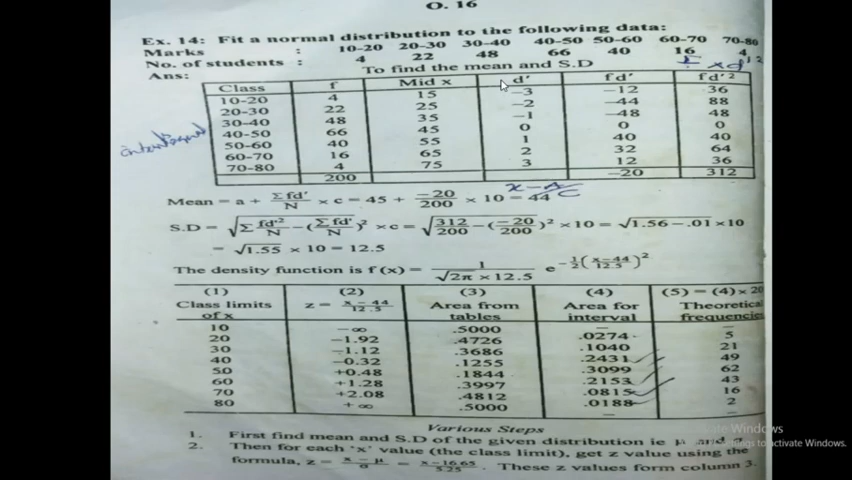 O. 16
Ex. 14: Fit a normal distribution to the following data:
Marks : 10-20 20-30 30-40 40-50 50-60 60-70 70-80
No. of students : 4 22 48 66 40 16 4
Ans: To find the mean and S.D
Class f Mid x d' fd' fd'²
10-20 4 15 –3 –12 36
20-30 22 25 –2 –44 88
30-40 48 35 –1 –48 48
40-50 66 45 0 0 0
50-60 40 55 1 40 40
60-70 16 65 2 32 64
70-80 4 75 3 12 36
200 –20 312
x – A / C
Mean = a + Σfd'/N × c = 45 + –20/200 × 10 = 44
S.D = √(Σfd'²/N – (Σfd'/N)²) × c = √(312/200 – (–20/200)²) × 10 = √1.56 – .01 × 10
= √1.55 × 10 = 12.5
The density function is f (x) = 1/(√2π × 12.5) e^–½((x–44)/12.5)²
(1) (2) (3) (4) (5) = (4) × 20
Class limits of x z = (x – 44)/12.5 Area from tables Area for interval Theoretical frequencies
10 –∞ .5000 – –
20 –1.92 .4726 .0274 5
30 –1.12 .3686 .1040 21
40 –0.32 .1255 .2431 49
50 +0.48 .1844 .3099 62
60 +1.28 .3997 .2153 43
70 +2.08 .4812 .0815 16
80 +∞ .5000 .0188 2
– –
Various Steps
1. First find mean and S.D of the given distribution ie μ and
2. Then for each 'x' value (the class limit), get z value using the
formula, z = (x – μ)/σ = (x–16.65)/5.25. These z values form column 3.
Activate Windows
to activate Windows.